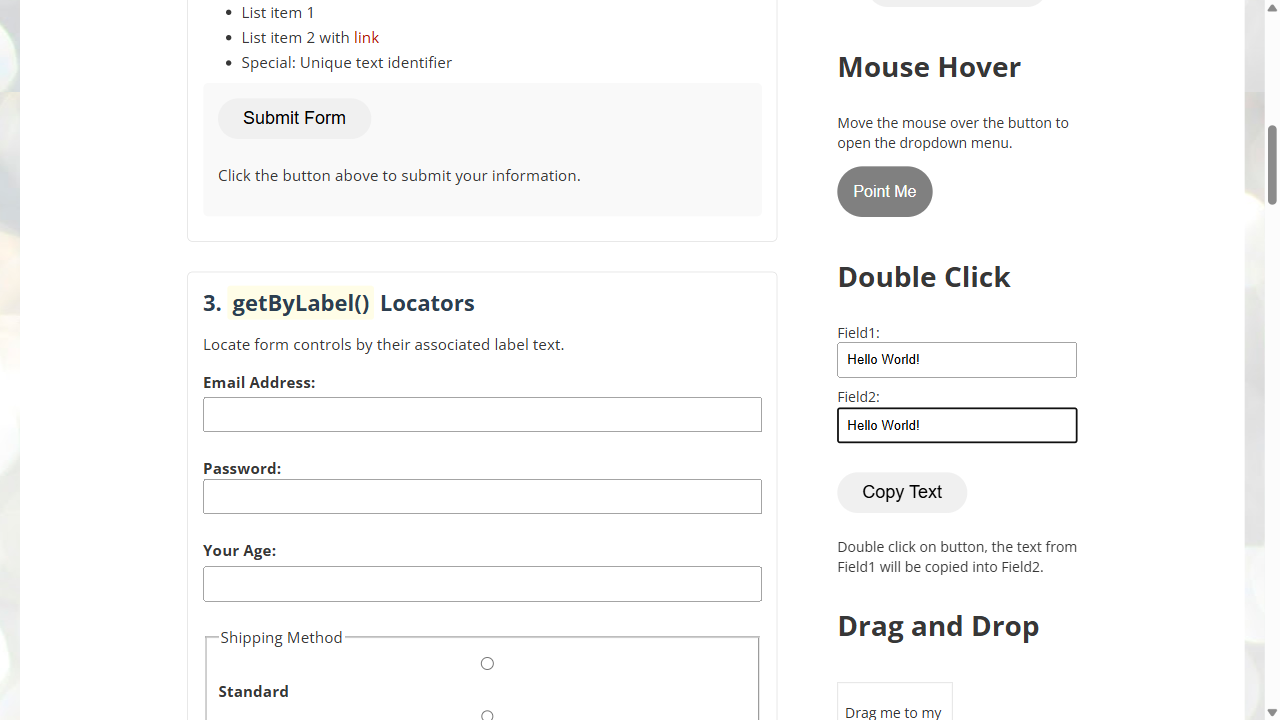 List item 1
List item 2 with link
Special: Unique text identifier
Submit Form
Click the button above to submit your information.
3. getByLabel() Locators
Locate form controls by their associated label text.
Email Address:
Password:
Your Age:
Shipping Method
Standard
Mouse Hover
Move the mouse over the button to
open the dropdown menu.
Point Me
Double Click
Field1:
Hello World!
Field2:
Hello World!
Copy Text
Double click on button, the text from
Field1 will be copied into Field2.
Drag and Drop
Drag me to my